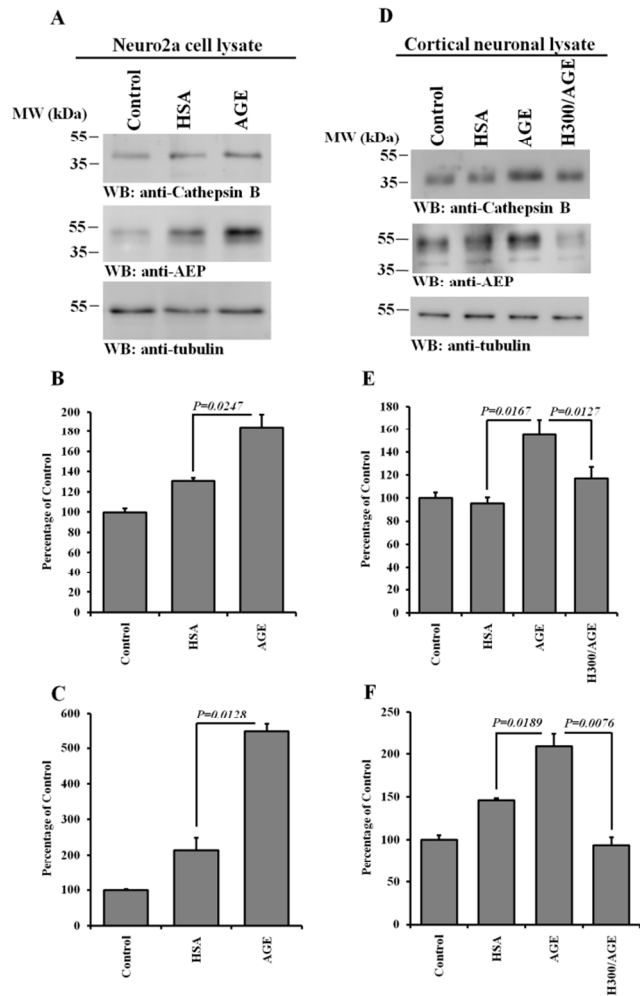 A
Neuro2a cell lysate
Control
HSA
AGE
MW (kDa)
55
35
WB: anti-Cathepsin B
55
35
WB: anti-AEP
55
WB: anti-tubulin
D
Cortical neuronal lysate
Control
HSA
AGE
H300/AGE
MW (kDa)
55
35
WB: anti-Cathepsin B
55
35
WB: anti-AEP
55
WB: anti-tubulin
B
P=0.0247
Percentage of Control
200
180
160
140
120
100
80
60
40
20
0
Control
HSA
AGE
E
P=0.0167
P=0.0127
Percentage of Control
180
160
140
120
100
80
60
40
20
0
Control
HSA
AGE
H300/AGE
C
P=0.0128
Percentage of Control
600
500
400
200
100
0
Control
HSA
AGE
F
P=0.0189
P=0.0076
Percentage of Control
250
200
150
100
50
0
Control
HSA
AGE
H300/AGE